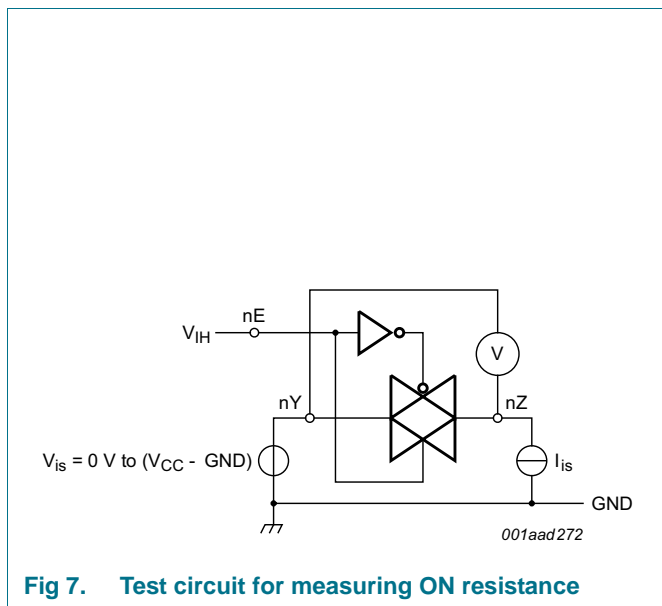 nE
V_IH
V
nY
nZ
V_is = 0 V to (V_CC - GND)
I_is
GND
001aad272
Fig 7. Test circuit for measuring ON resistance